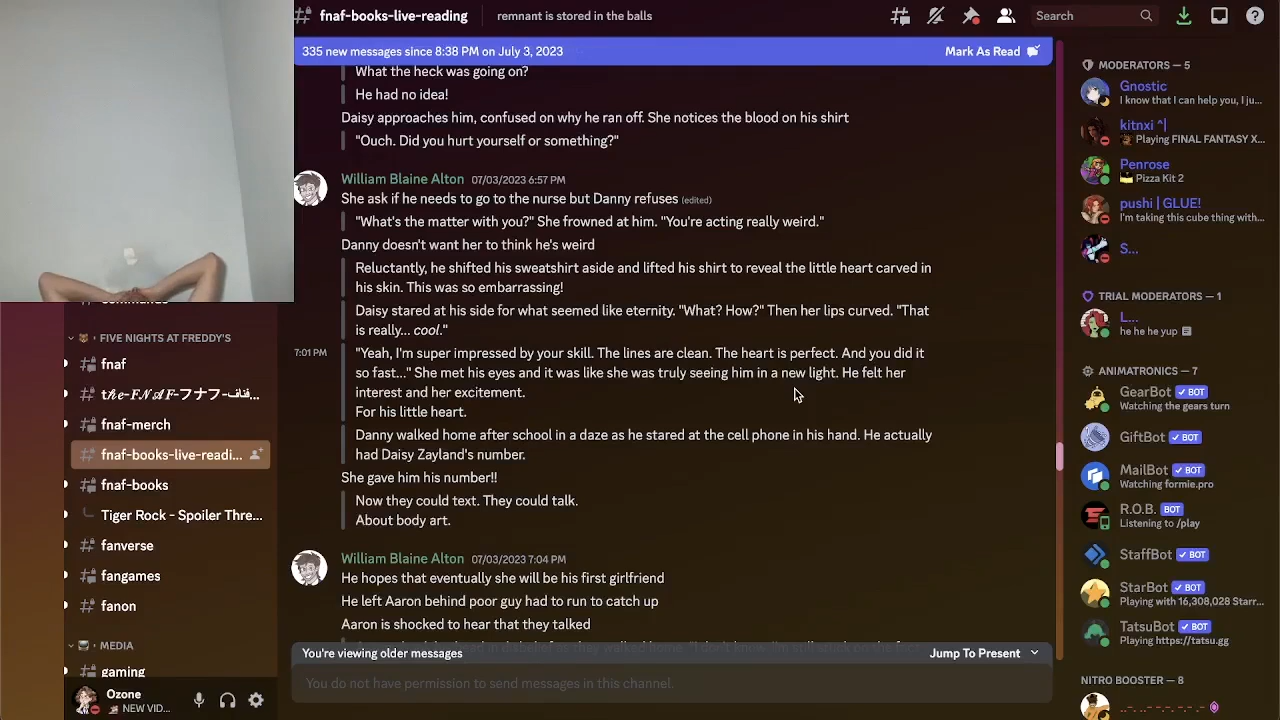 fnaf-books-live-reading
remnant is stored in the balls
Search
335 new messages since 8:38 PM on July 3, 2023
Mark As Read
What the heck was going on?
He had no idea!
Daisy approaches him, confused on why he ran off. She notices the blood on his shirt
"Ouch. Did you hurt yourself or something?"
William Blaine Alton 07/03/2023 6:57 PM
She ask if he needs to go to the nurse but Danny refuses (edited)
"What's the matter with you?" She frowned at him. "You're acting really weird."
Danny doesn't want her to think he's weird
Reluctantly, he shifted his sweatshirt aside and lifted his shirt to reveal the little heart carved in
his skin. This was so embarrassing!
Daisy stared at his side for what seemed like eternity. "What? How?" Then her lips curved. "That
is really... cool."
7:01 PM
"Yeah, I'm super impressed by your skill. The lines are clean. The heart is perfect. And you did it
so fast..." She met his eyes and it was like she was truly seeing him in a new light. He felt her
interest and her excitement.
For his little heart.
Danny walked home after school in a daze as he stared at the cell phone in his hand. He actually
had Daisy Zayland's number.
She gave him his number!!
Now they could text. They could talk.
About body art.
William Blaine Alton 07/03/2023 7:04 PM
He hopes that eventually she will be his first girlfriend
He left Aaron behind poor guy had to run to catch up
Aaron is shocked to hear that they talked
You're viewing older messages
Jump To Present
You do not have permission to send messages in this channel.
FIVE NIGHTS AT FREDDY'S
fnaf
fnaf-merch
fnaf-books-live-readi...
fnaf-books
Tiger Rock - Spoiler Thre...
fanverse
fangames
fanon
MEDIA
gaming
Ozone
NEW VID...
MODERATORS — 5
Gnostic
I know that I can help you, I ju...
kitnxi ^|
Playing FINAL FANTASY X...
Penrose
Pizza Kit 2
pushi | GLUE!
I'm taking this cube thing with...
S...
TRIAL MODERATORS — 1
L...
he he he yup
ANIMATRONICS — 7
GearBot BOT
Watching the gears turn
GiftBot BOT
MailBot BOT
Watching formie.pro
R.O.B. BOT
Listening to /play
StaffBot BOT
StarBot BOT
Playing with 16,308,028 Starr...
TatsuBot BOT
Playing https://tatsu.gg
NITRO BOOSTER — 8